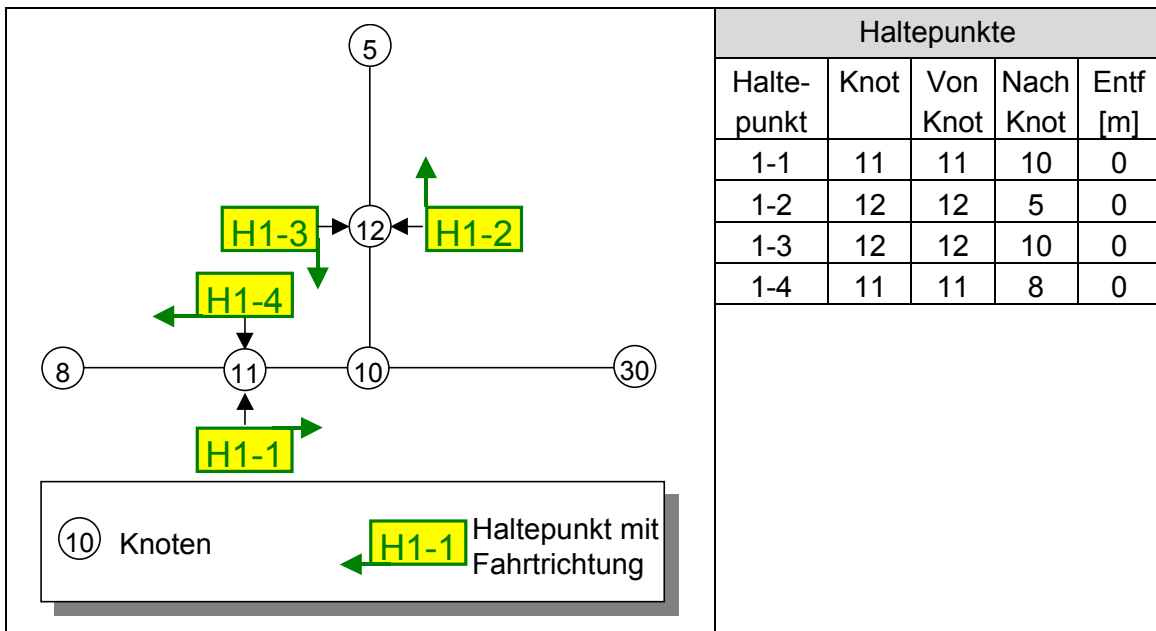 5
H1-3
12
H1-2
H1-4
8
11
10
30
H1-1
10 Knoten
H1-1
Haltepunkt mit
Fahrtrichtung
Haltepunkte
Halte-
punkt
Knot
Von
Knot
Nach
Knot
Entf
[m]
1-1 11 11 10 0
1-2 12 12 5 0
1-3 12 12 10 0
1-4 11 11 8 0